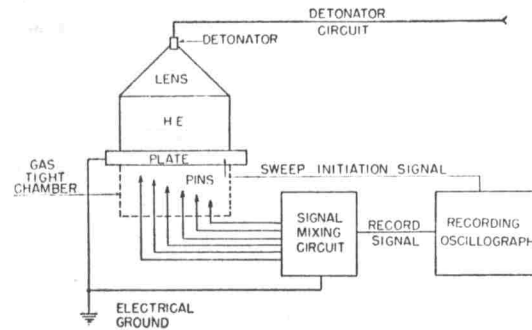 DETONATOR
CIRCUIT
DETONATOR
LENS
H E
PLATE
GAS
TIGHT
CHAMBER
PINS
SWEEP INITIATION SIGNAL
SIGNAL
MIXING
CIRCUIT
RECORD
SIGNAL
RECORDING
OSCILLOGRAPH
ELECTRICAL
GROUND